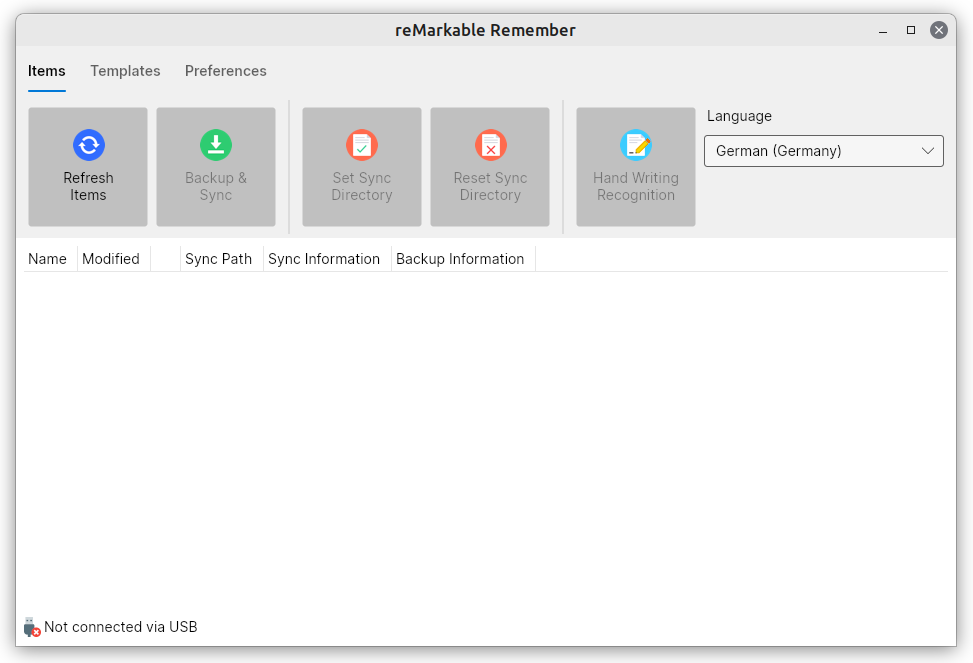 reMarkable Remember
Items Templates Preferences
Refresh
Items
Backup &
Sync
Set Sync
Directory
Reset Sync
Directory
Hand Writing
Recognition
Language
German (Germany)
Name Modified Sync Path Sync Information Backup Information
Not connected via USB